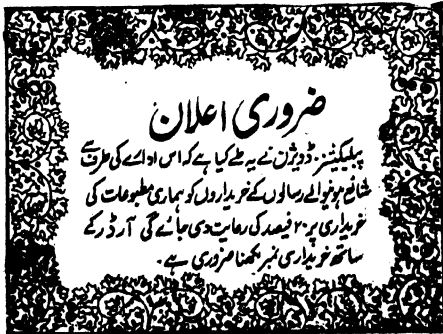 ضروری اعلان
پبلیکیشنز ڈویژن نے یہ طے کیا ہے کہ اس ادارے کی طرف سے
شائع ہونیوالے رسالوں کے خریداروں کو ہماری مطبوعات کی
خریداری پر ۲۰ فیصد کی رعایت دی جائے گی آرڈر کے
ساتھ خریداری نمبر لکھنا ضروری ہے۔